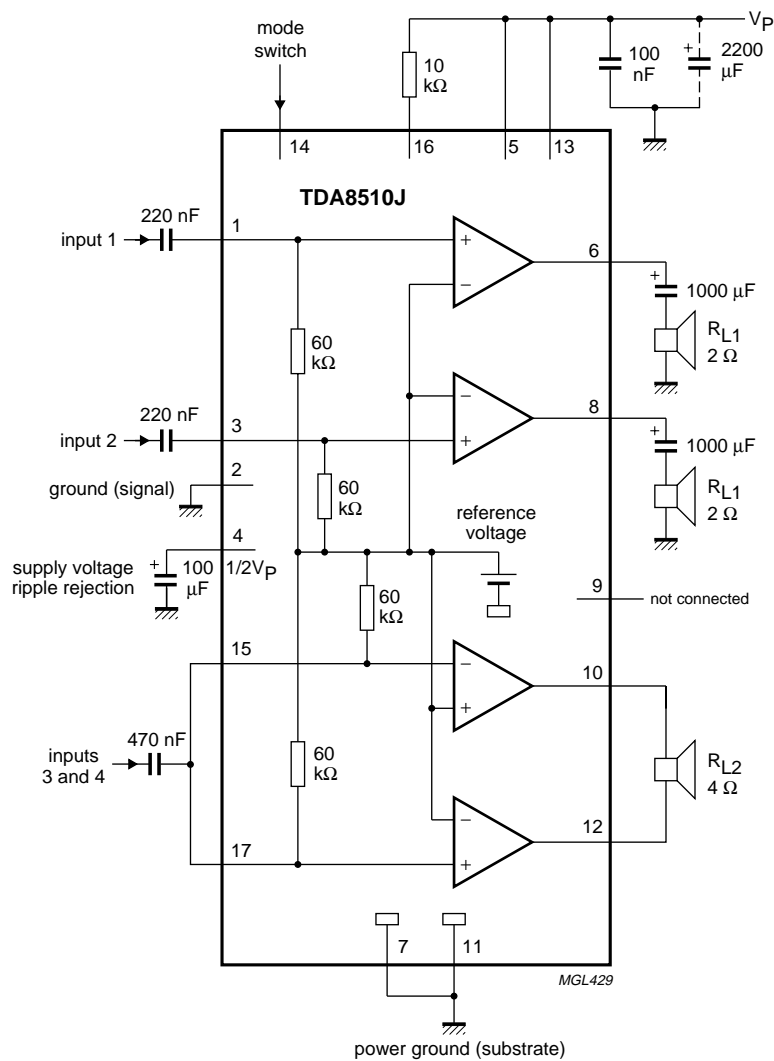 mode
switch
V_P
10
kΩ
100
nF
+
2200
μF
14
16
5
13
TDA8510J
220 nF
input 1
1
+
−
6
+
1000 μF
R_L1
2 Ω
60
kΩ
220 nF
input 2
3
−
+
8
+
1000 μF
R_L1
2 Ω
2
ground (signal)
60
kΩ
reference
voltage
4
supply voltage
ripple rejection
+
100
μF
1/2V_P
9
not connected
60
kΩ
15
−
+
10
470 nF
inputs
3 and 4
60
kΩ
R_L2
4 Ω
12
−
+
17
7
11
MGL429
power ground (substrate)